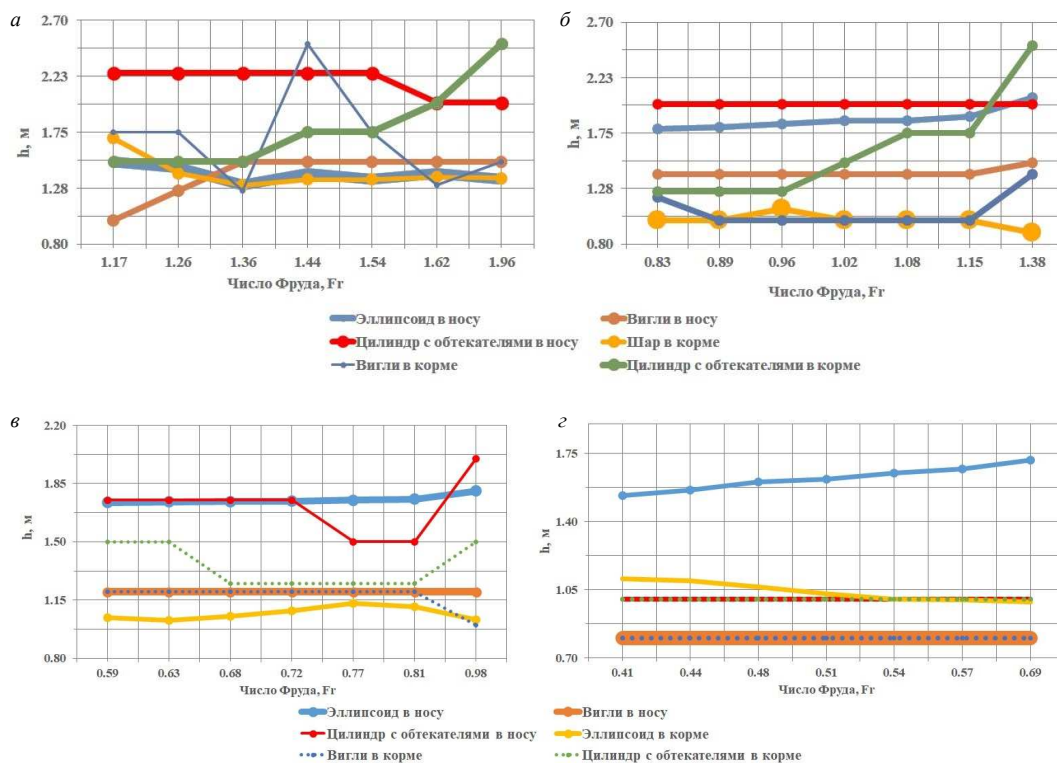 а
2.70
2.23
1.75
1.28
0.80
h, м
1.17 1.26 1.36 1.44 1.54 1.62 1.96
Число Фруда, Fr
б
2.70
2.23
1.75
1.28
0.80
h, м
0.83 0.89 0.96 1.02 1.08 1.15 1.38
Число Фруда, Fr
Эллипсоид в носу Вигли в носу
Цилиндр с обтекателями в носу Шар в корме
Вигли в корме Цилиндр с обтекателями в корме
в
2.20
1.85
1.50
1.15
0.80
h, м
0.59 0.63 0.68 0.72 0.77 0.81 0.98
Число Фруда, Fr
г
1.75
1.40
1.05
0.70
h, м
0.41 0.44 0.48 0.51 0.54 0.57 0.69
Число Фруда, Fr
Эллипсоид в носу Вигли в носу
Цилиндр с обтекателями в носу Эллипсоид в корме
Вигли в корме Цилиндр с обтекателями в корме